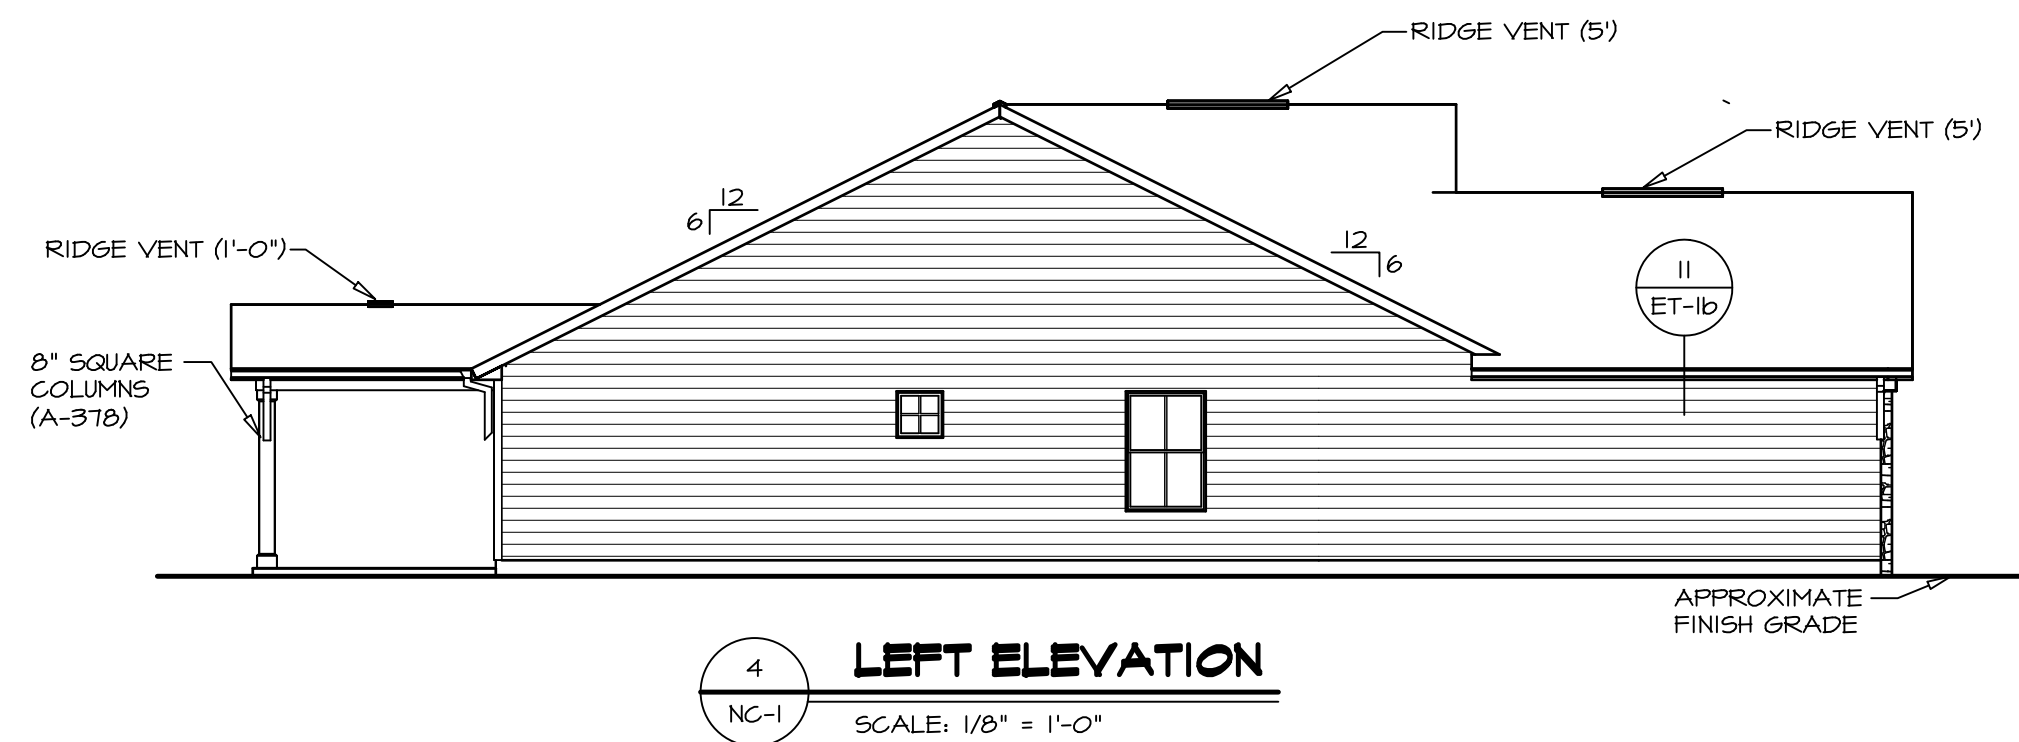 RIDGE VENT (5')
RIDGE VENT (5')
12
6
12
6
RIDGE VENT (1'-0")
11
ET-1b
8" SQUARE
COLUMNS
(A-378)
APPROXIMATE
FINISH GRADE
4
NC-1
LEFT ELEVATION
SCALE: 1/8" = 1'-0"